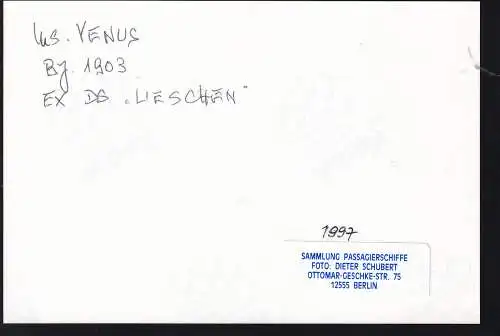 MS. VENUS
Bj. 1903
EX DS „LIESCHEN"
1997
SAMMLUNG PASSAGIERSCHIFFE
FOTO: DIETER SCHUBERT
OTTOMAR-GESCHKE-STR. 75
12555 BERLIN